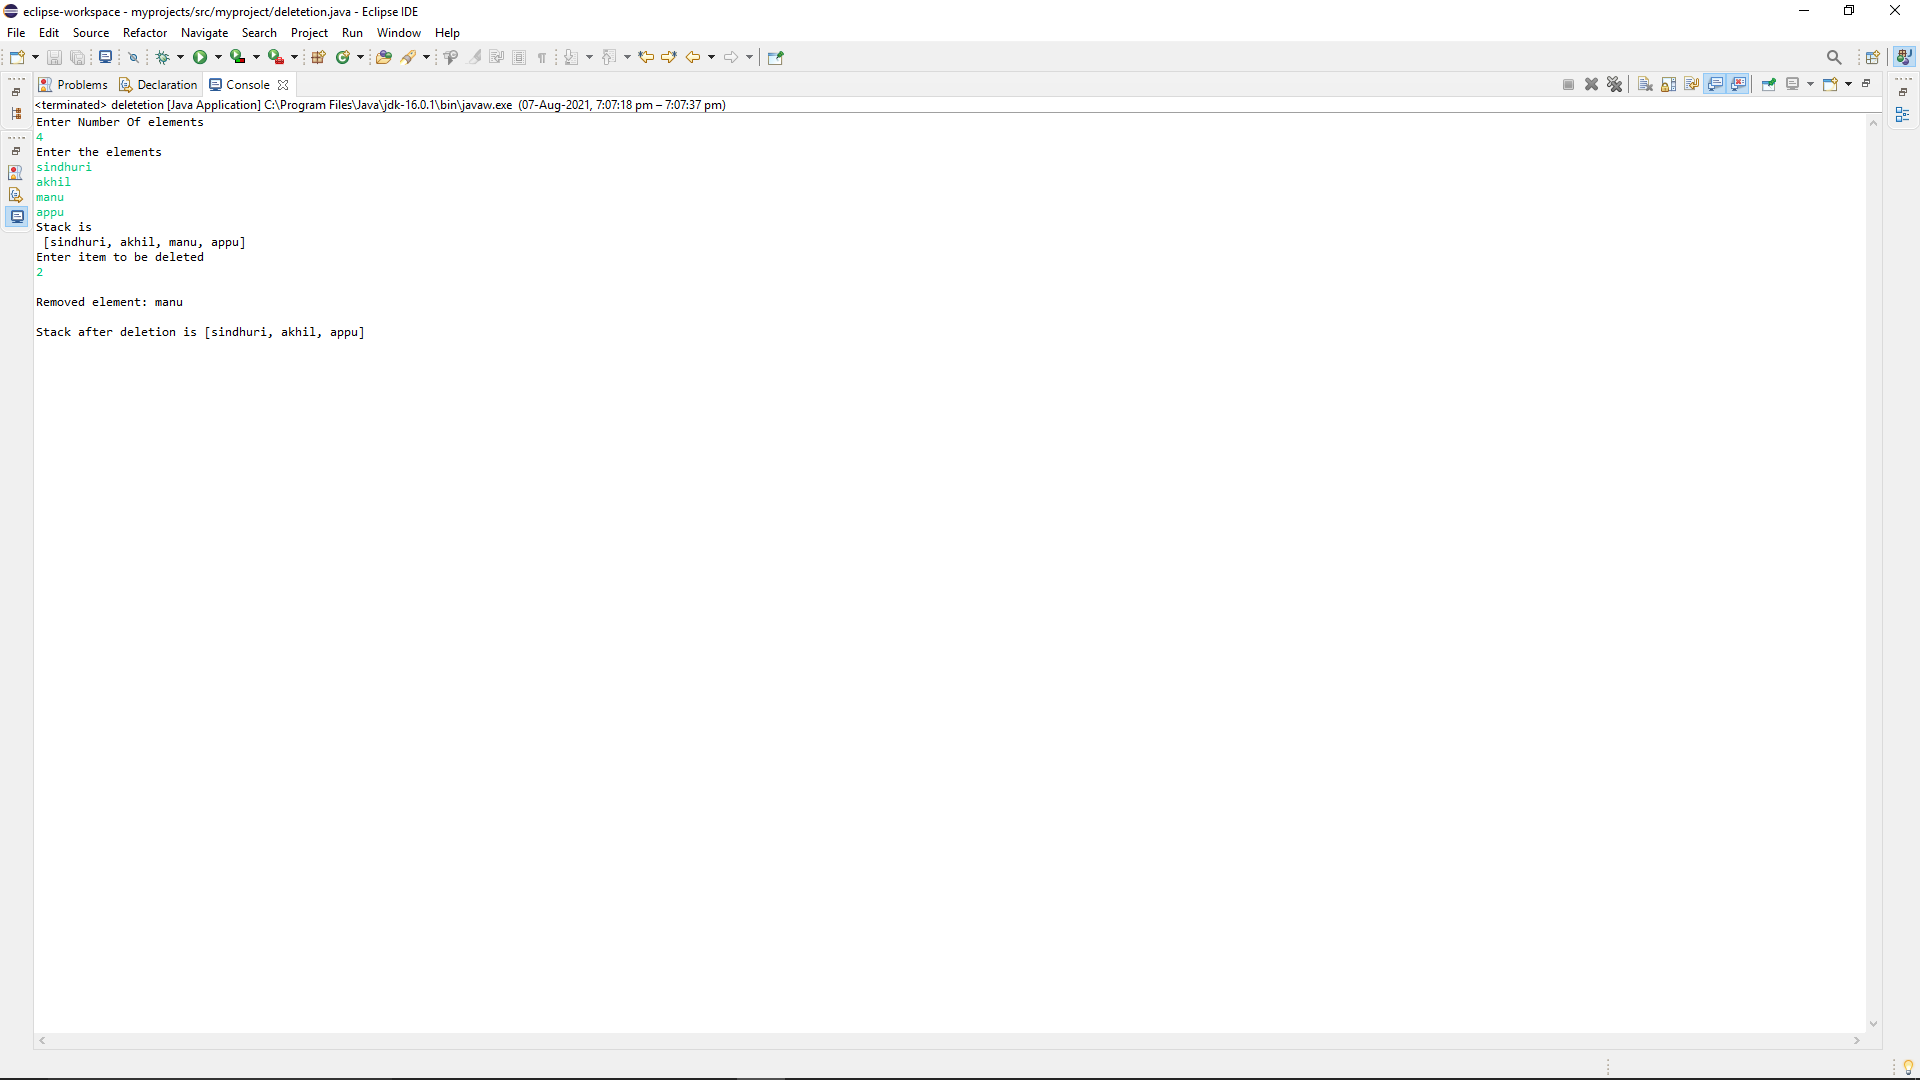 eclipse-workspace - myprojects/src/myproject/deletetion.java - Eclipse IDE
File Edit Source Refactor Navigate Search Project Run Window Help
Problems Declaration Console
<terminated> deletetion [Java Application] C:\Program Files\Java\jdk-16.0.1\bin\javaw.exe (07-Aug-2021, 7:07:18 pm – 7:07:37 pm)
Enter Number Of elements
4
Enter the elements
sindhuri
akhil
manu
appu
Stack is
[sindhuri, akhil, manu, appu]
Enter item to be deleted
2
Removed element: manu
Stack after deletion is [sindhuri, akhil, appu]